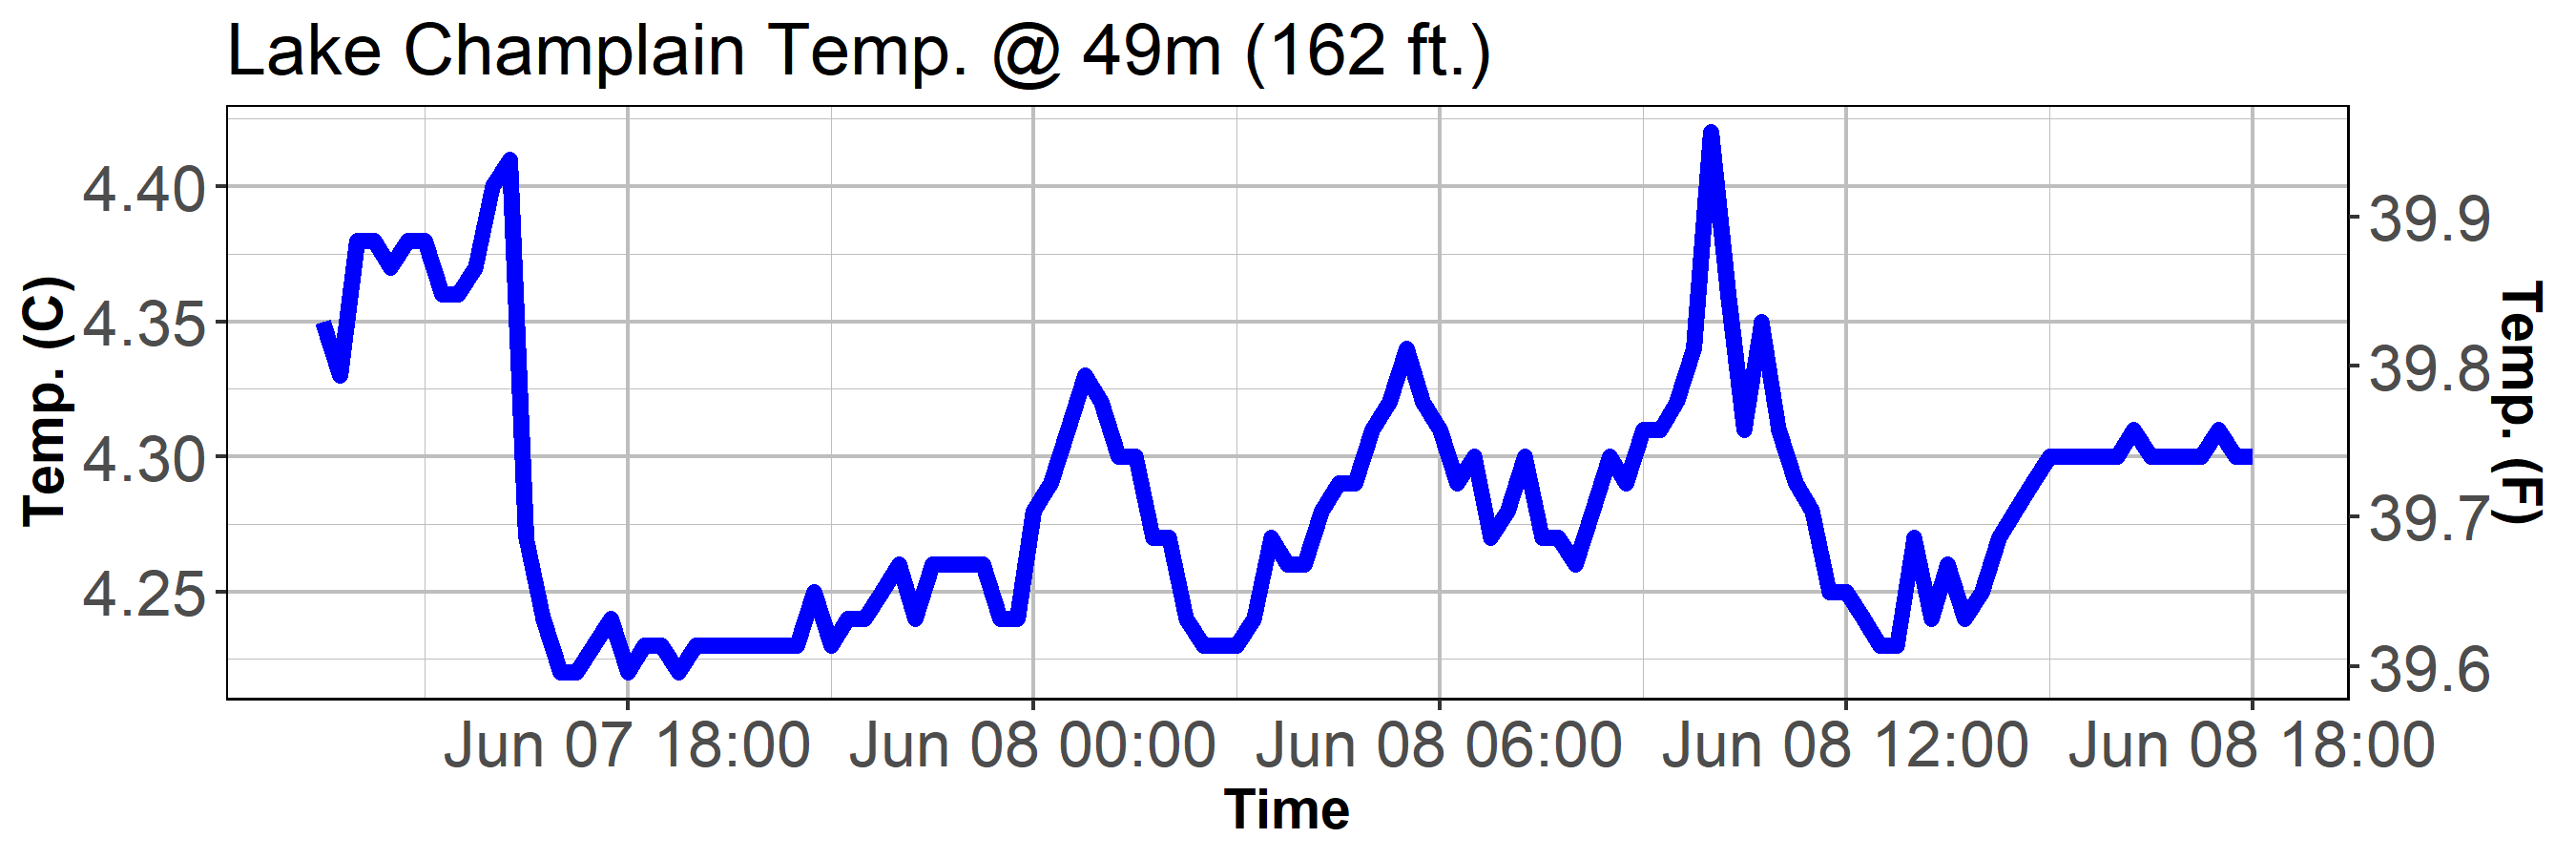 Lake Champlain Temp. @ 49m (162 ft.)
Temp. (C)
4.40
4.35
4.30
4.25
39.9
39.8
39.7
39.6
Temp. (F)
Jun 07 18:00 Jun 08 00:00 Jun 08 06:00 Jun 08 12:00 Jun 08 18:00
Time